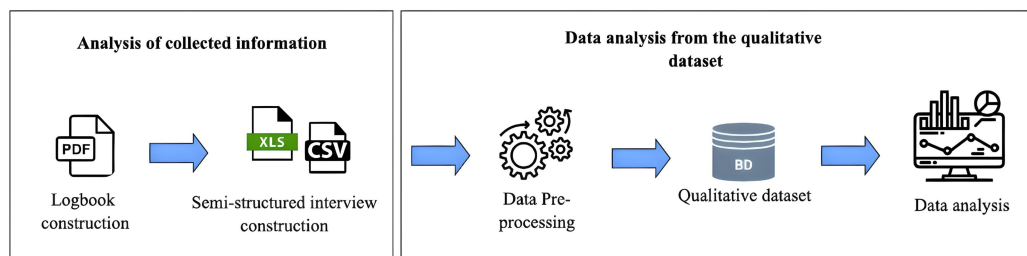 Analysis of collected information
PDF
Logbook
construction
XLS
CSV
Semi-structured interview
construction
Data analysis from the qualitative
dataset
Data Pre-
processing
BD
Qualitative dataset
Data analysis